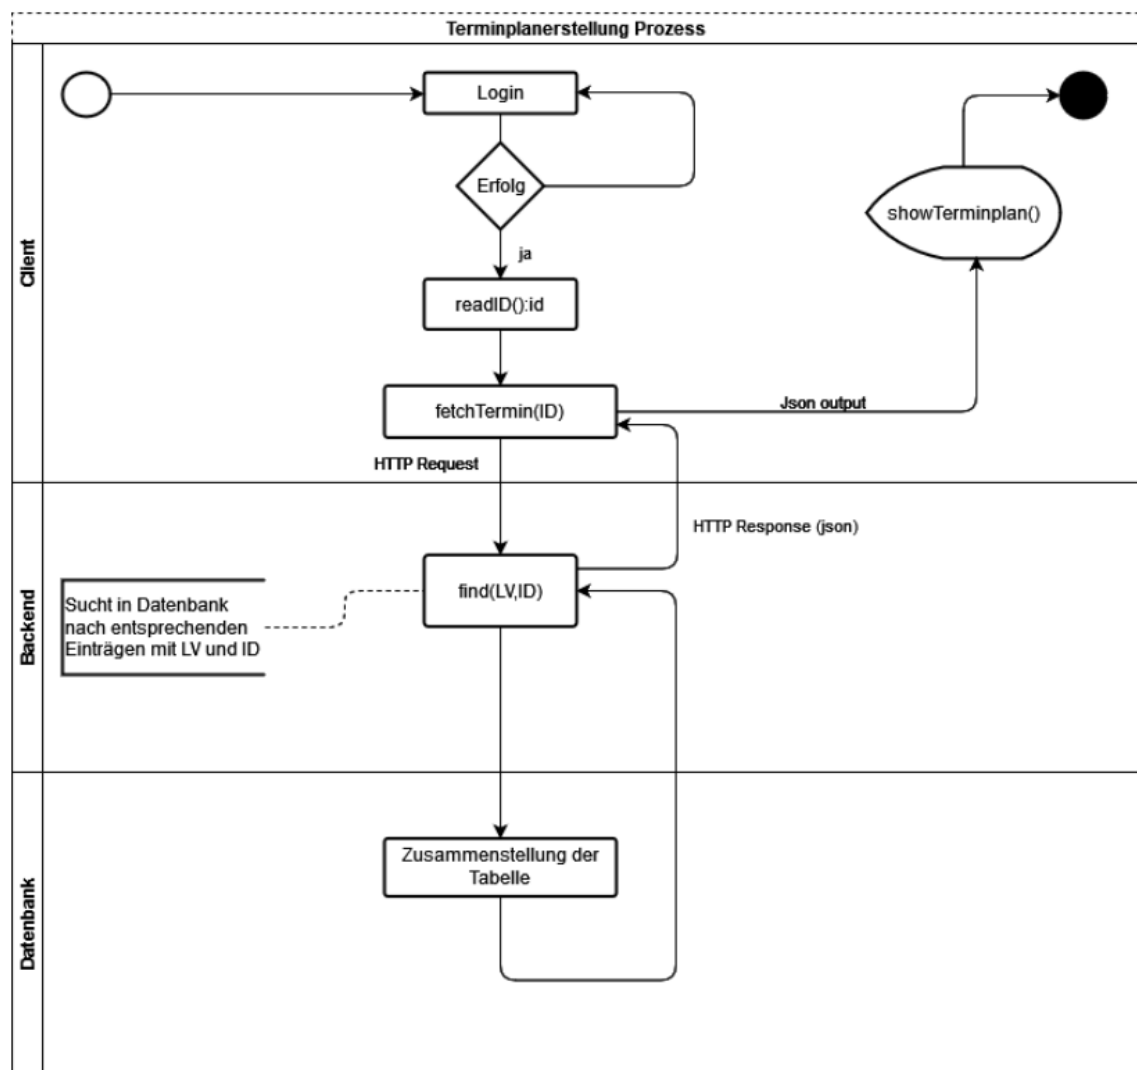 Terminplanerstellung Prozess
Client
Login
Erfolg
showTerminplan()
ja
readID():id
fetchTermin(ID)
Json output
HTTP Request
Backend
HTTP Response (json)
find(LV,ID)
Sucht in Datenbank
nach entsprechenden
Einträgen mit LV und ID
Datenbank
Zusammenstellung der
Tabelle